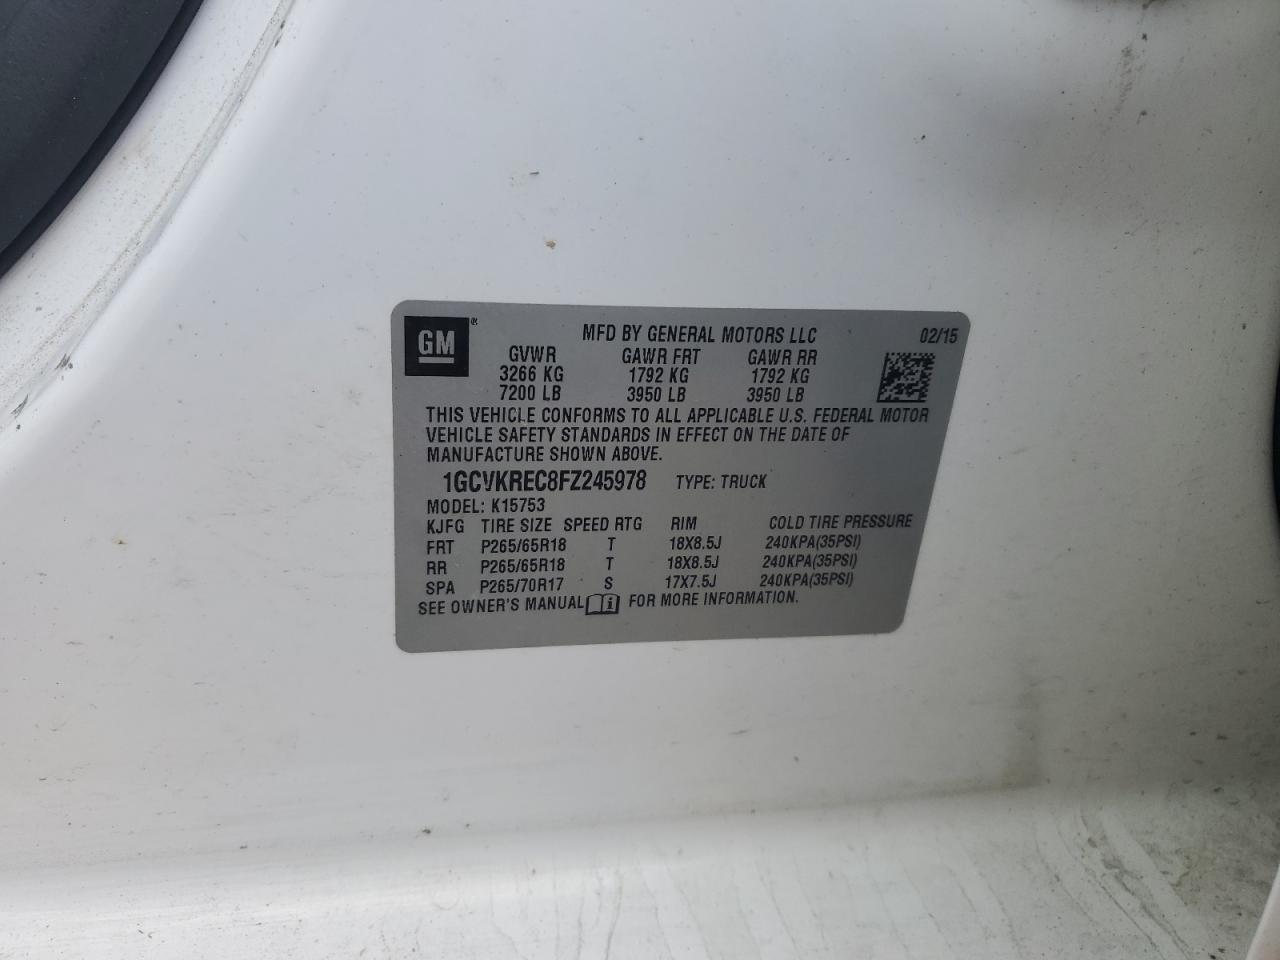 GM® MFD BY GENERAL MOTORS LLC 02/15
GVWR GAWR FRT GAWR RR
3266 KG 1792 KG 1792 KG
7200 LB 3950 LB 3950 LB
THIS VEHICLE CONFORMS TO ALL APPLICABLE U.S. FEDERAL MOTOR
VEHICLE SAFETY STANDARDS IN EFFECT ON THE DATE OF
MANUFACTURE SHOWN ABOVE.
1GCVKREC8FZ245978 TYPE: TRUCK
MODEL: K15753
KJFG TIRE SIZE SPEED RTG RIM COLD TIRE PRESSURE
FRT P265/65R18 T 18X8.5J 240KPA(35PSI)
RR P265/65R18 T 18X8.5J 240KPA(35PSI)
SPA P265/70R17 S 17X7.5J 240KPA(35PSI)
SEE OWNER'S MANUAL FOR MORE INFORMATION.